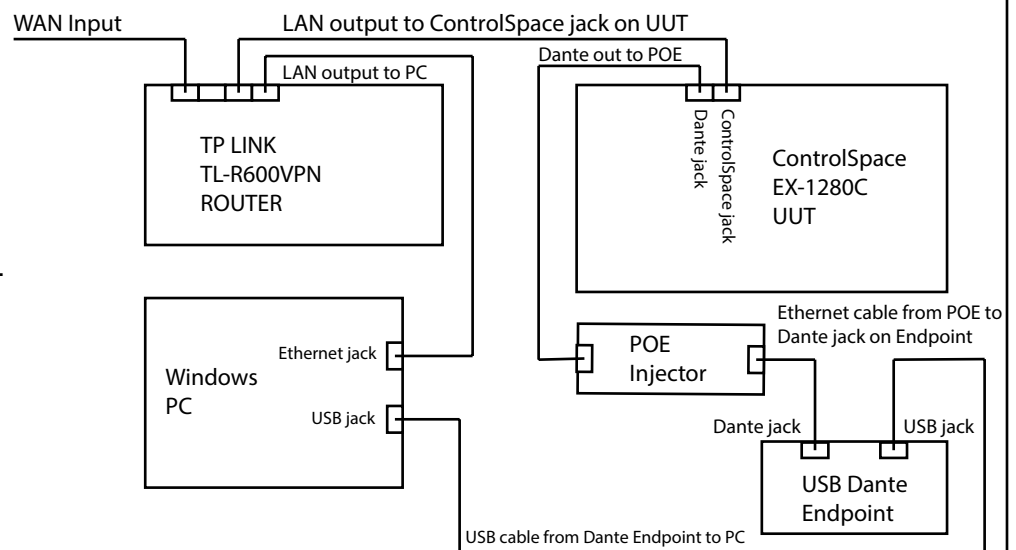 WAN Input
LAN output to ControlSpace jack on UUT
Dante out to POE
LAN output to PC
TP LINK
TL-R600VPN
ROUTER
Dante jack
ControlSpace jack
ControlSpace
EX-1280C
UUT
Ethernet cable from POE to
Dante jack on Endpoint
Ethernet jack
Windows
PC
USB jack
POE
Injector
Dante jack
USB jack
USB Dante
Endpoint
USB cable from Dante Endpoint to PC